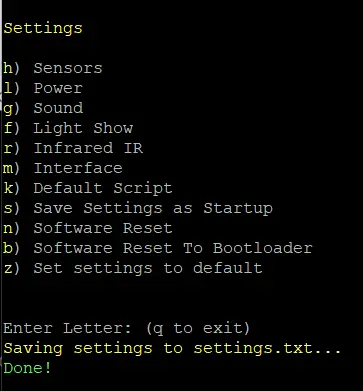 Settings
h) Sensors
l) Power
g) Sound
f) Light Show
r) Infrared IR
m) Interface
k) Default Script
s) Save Settings as Startup
n) Software Reset
b) Software Reset To Bootloader
z) Set settings to default
Enter Letter: (q to exit)
Saving settings to settings.txt...
Done!